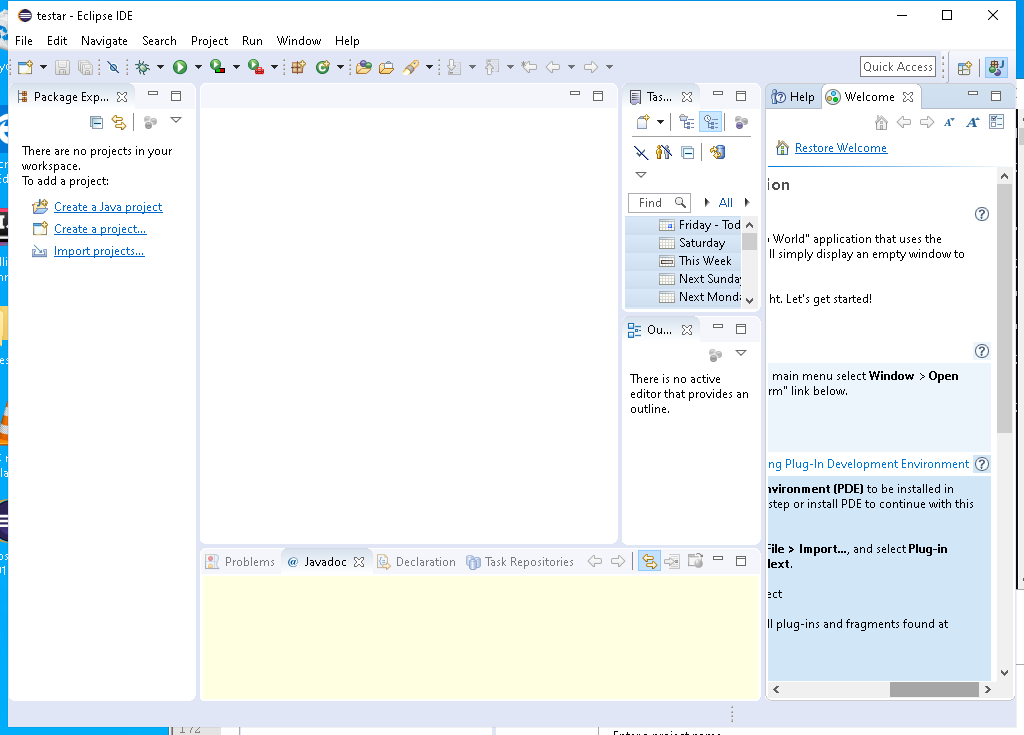 testar - Eclipse IDE
File Edit Navigate Search Project Run Window Help
Quick Access
Package Exp...
There are no projects in your
workspace.
To add a project:
Create a Java project
Create a project...
Import projects...
Tas...
Find
All
Friday - Tod
Saturday
This Week
Next Sunday
Next Monda
Ou...
There is no active
editor that provides an
outline.
Help Welcome
Restore Welcome
ion
World" application that uses the
ll simply display an empty window to
ht. Let's get started!
main menu select Window > Open
rm" link below.
ng Plug-In Development Environment
vironment (PDE) to be installed in
step or install PDE to continue with this
File > Import..., and select Plug-in
Next.
ect
ll plug-ins and fragments found at
Problems @ Javadoc Declaration Task Repositories
172
Enter a project name